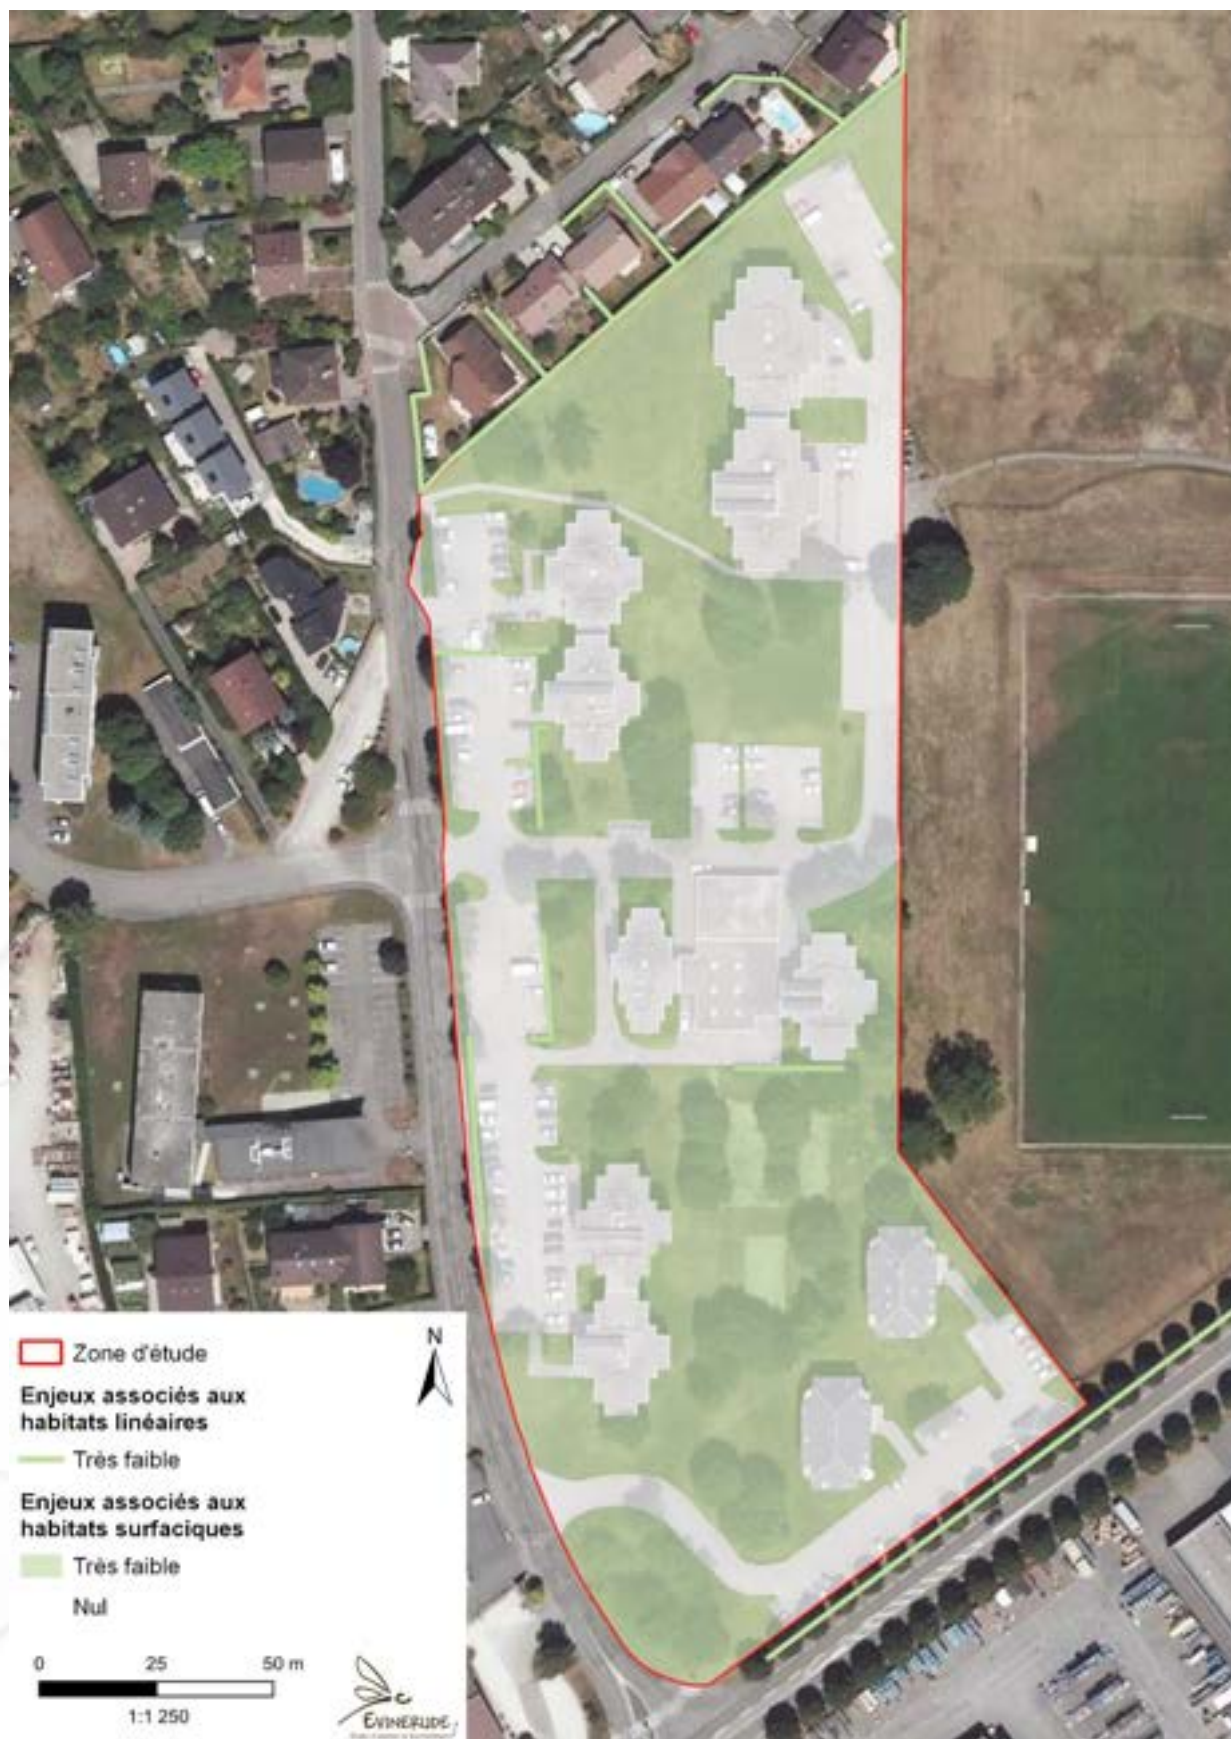 Zone d'étude
N
Enjeux associés aux
habitats linéaires
Très faible
Enjeux associés aux
habitats surfaciques
Très faible
Nul
0 25 50 m
1:1 250
EVINERUDE